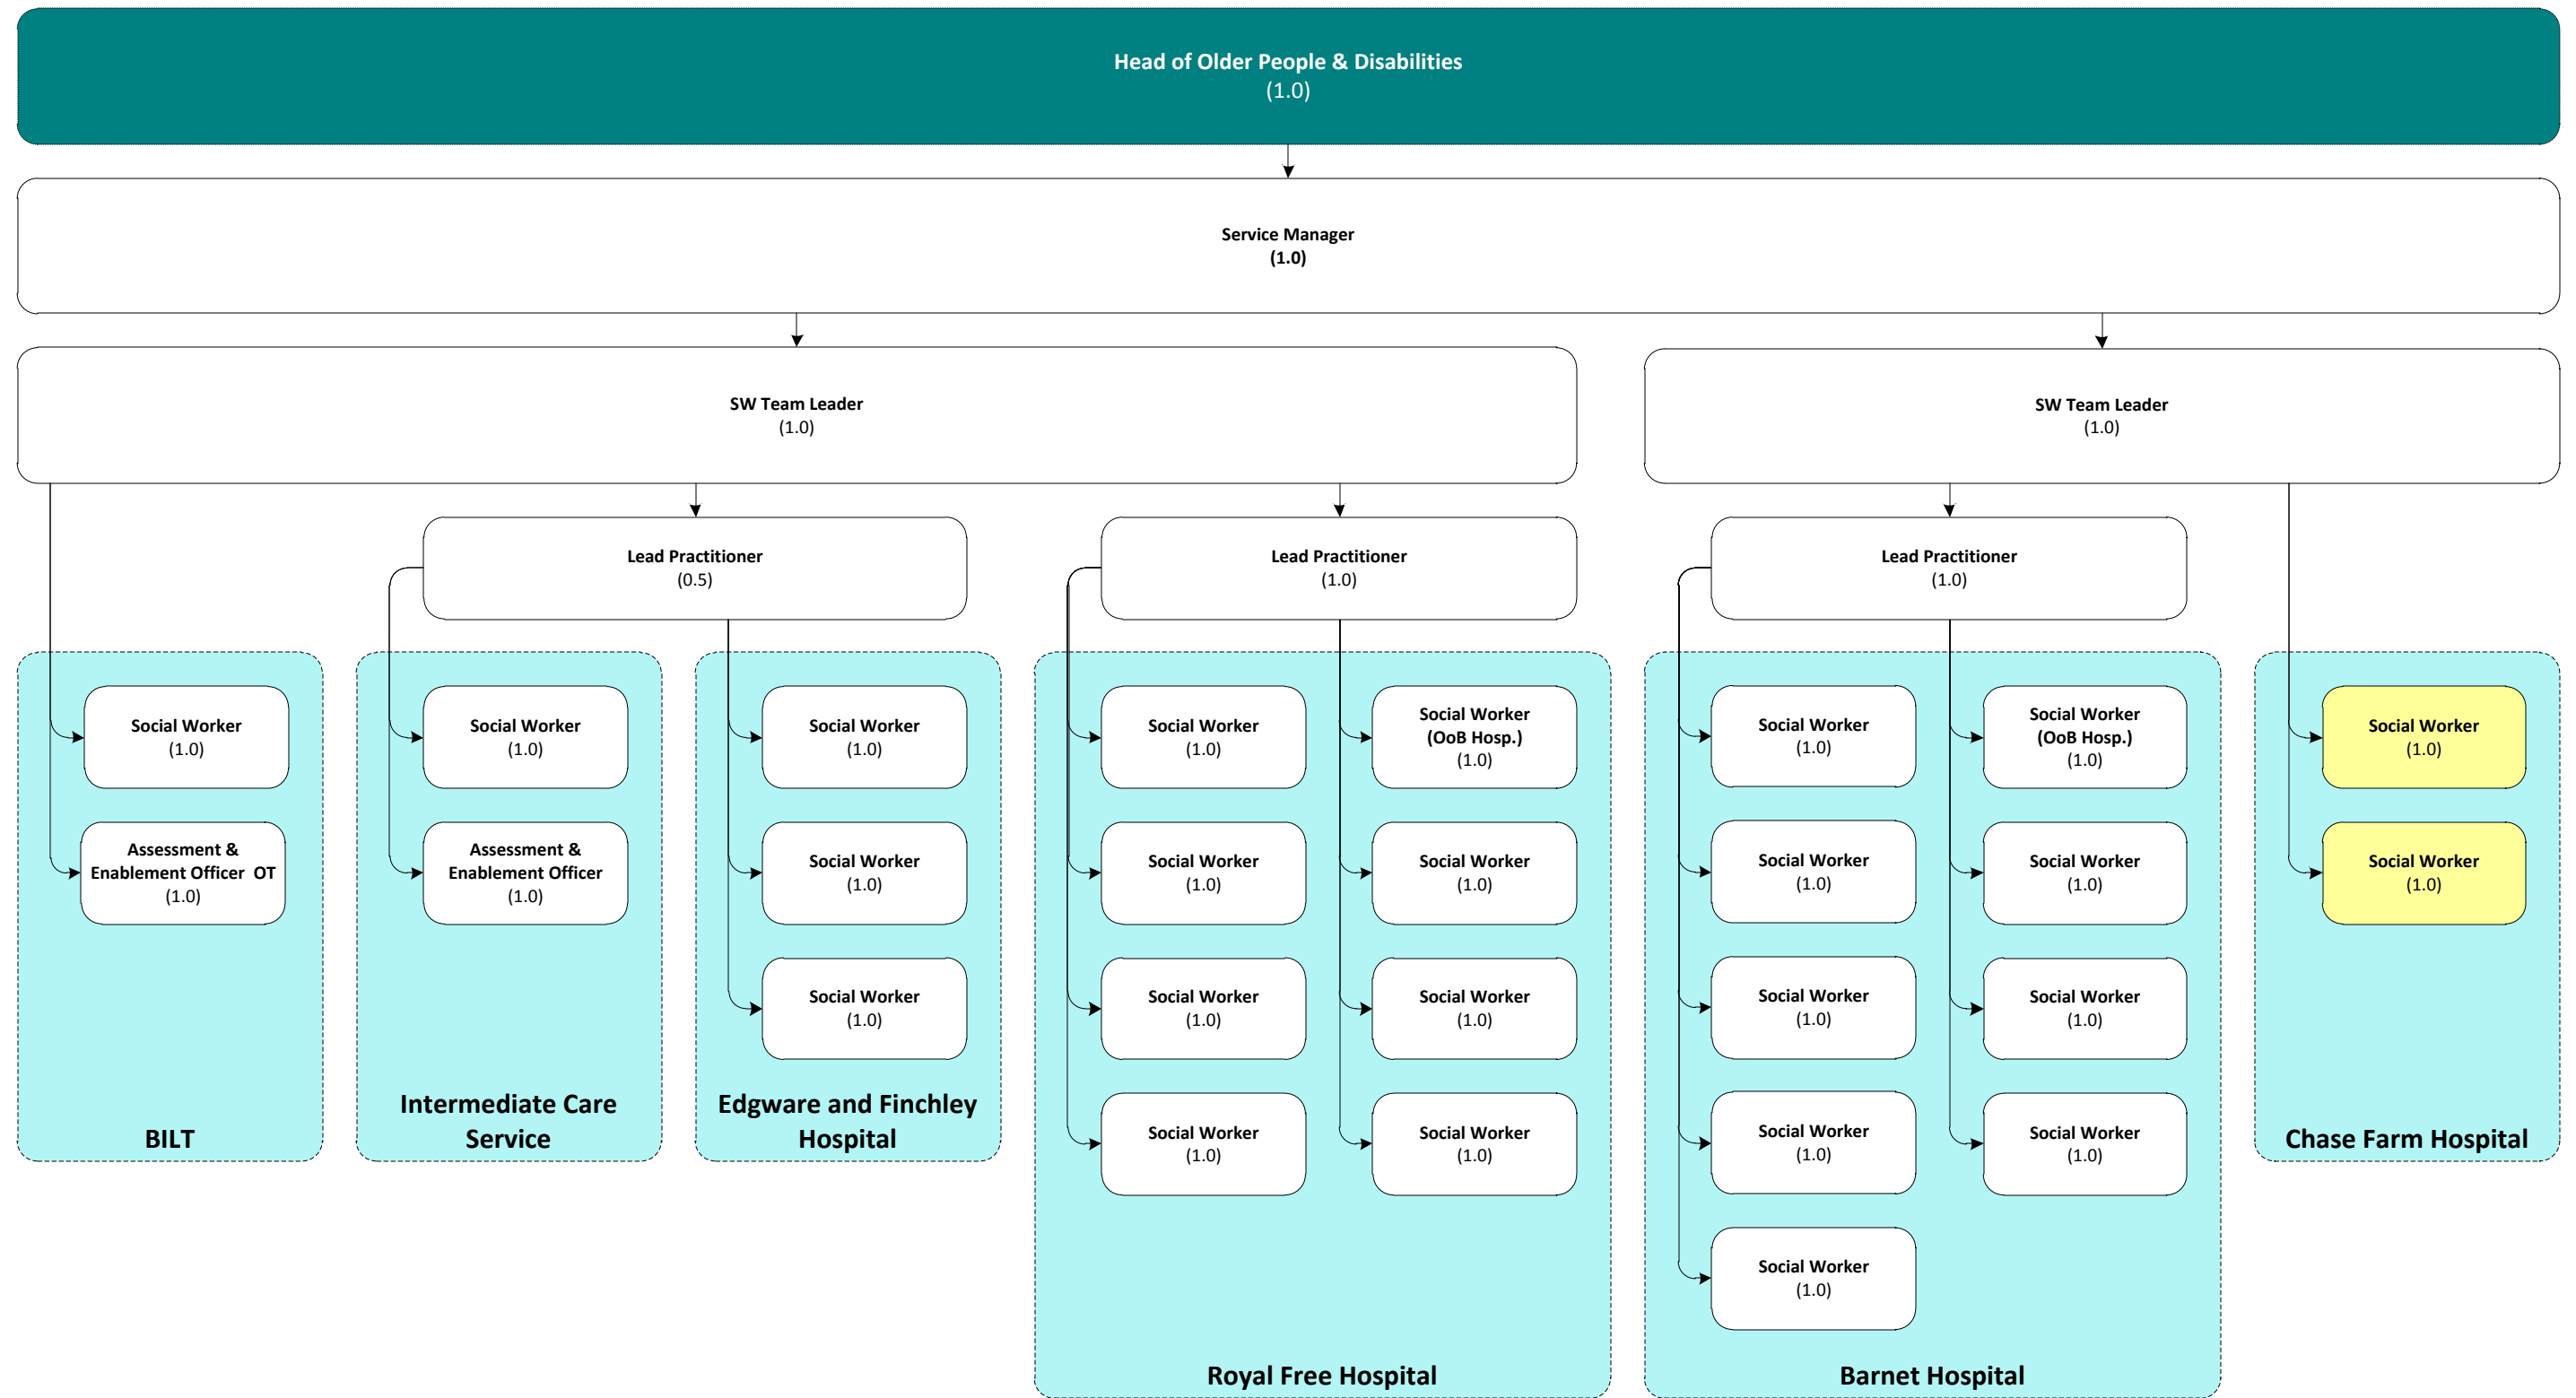 Head of Older People & Disabilities
(1.0)
Service Manager
(1.0)
SW Team Leader
(1.0)
SW Team Leader
(1.0)
Lead Practitioner
(0.5)
Lead Practitioner
(1.0)
Lead Practitioner
(1.0)
Social Worker
(1.0)
Assessment &
Enablement Officer OT
(1.0)
BILT
Social Worker
(1.0)
Assessment &
Enablement Officer
(1.0)
Intermediate Care
Service
Social Worker
(1.0)
Social Worker
(1.0)
Social Worker
(1.0)
Edgware and Finchley
Hospital
Social Worker
(1.0)
Social Worker
(1.0)
Social Worker
(1.0)
Social Worker
(1.0)
Social Worker
(OoB Hosp.)
(1.0)
Social Worker
(1.0)
Social Worker
(1.0)
Social Worker
(1.0)
Royal Free Hospital
Social Worker
(1.0)
Social Worker
(1.0)
Social Worker
(1.0)
Social Worker
(1.0)
Social Worker
(1.0)
Social Worker
(OoB Hosp.)
(1.0)
Social Worker
(1.0)
Social Worker
(1.0)
Social Worker
(1.0)
Barnet Hospital
Social Worker
(1.0)
Social Worker
(1.0)
Chase Farm Hospital